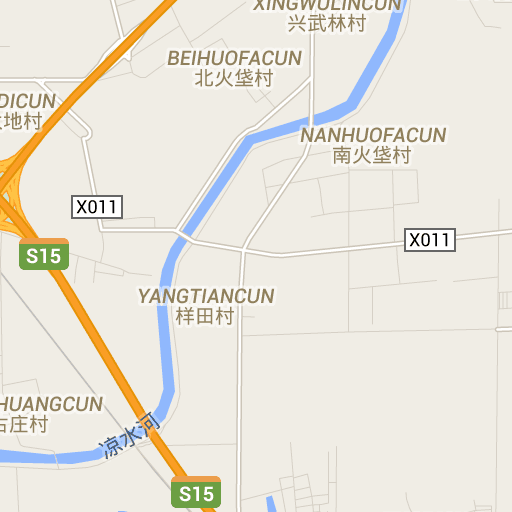 XINGWULINCUN
兴武林村
BEIHUOFACUN
北火垡村
DICUN
地村
NANHUOFACUN
南火垡村
X011
X011
S15
YANGTIANCUN
样田村
HUANGCUN
古庄村
凉水河
S15